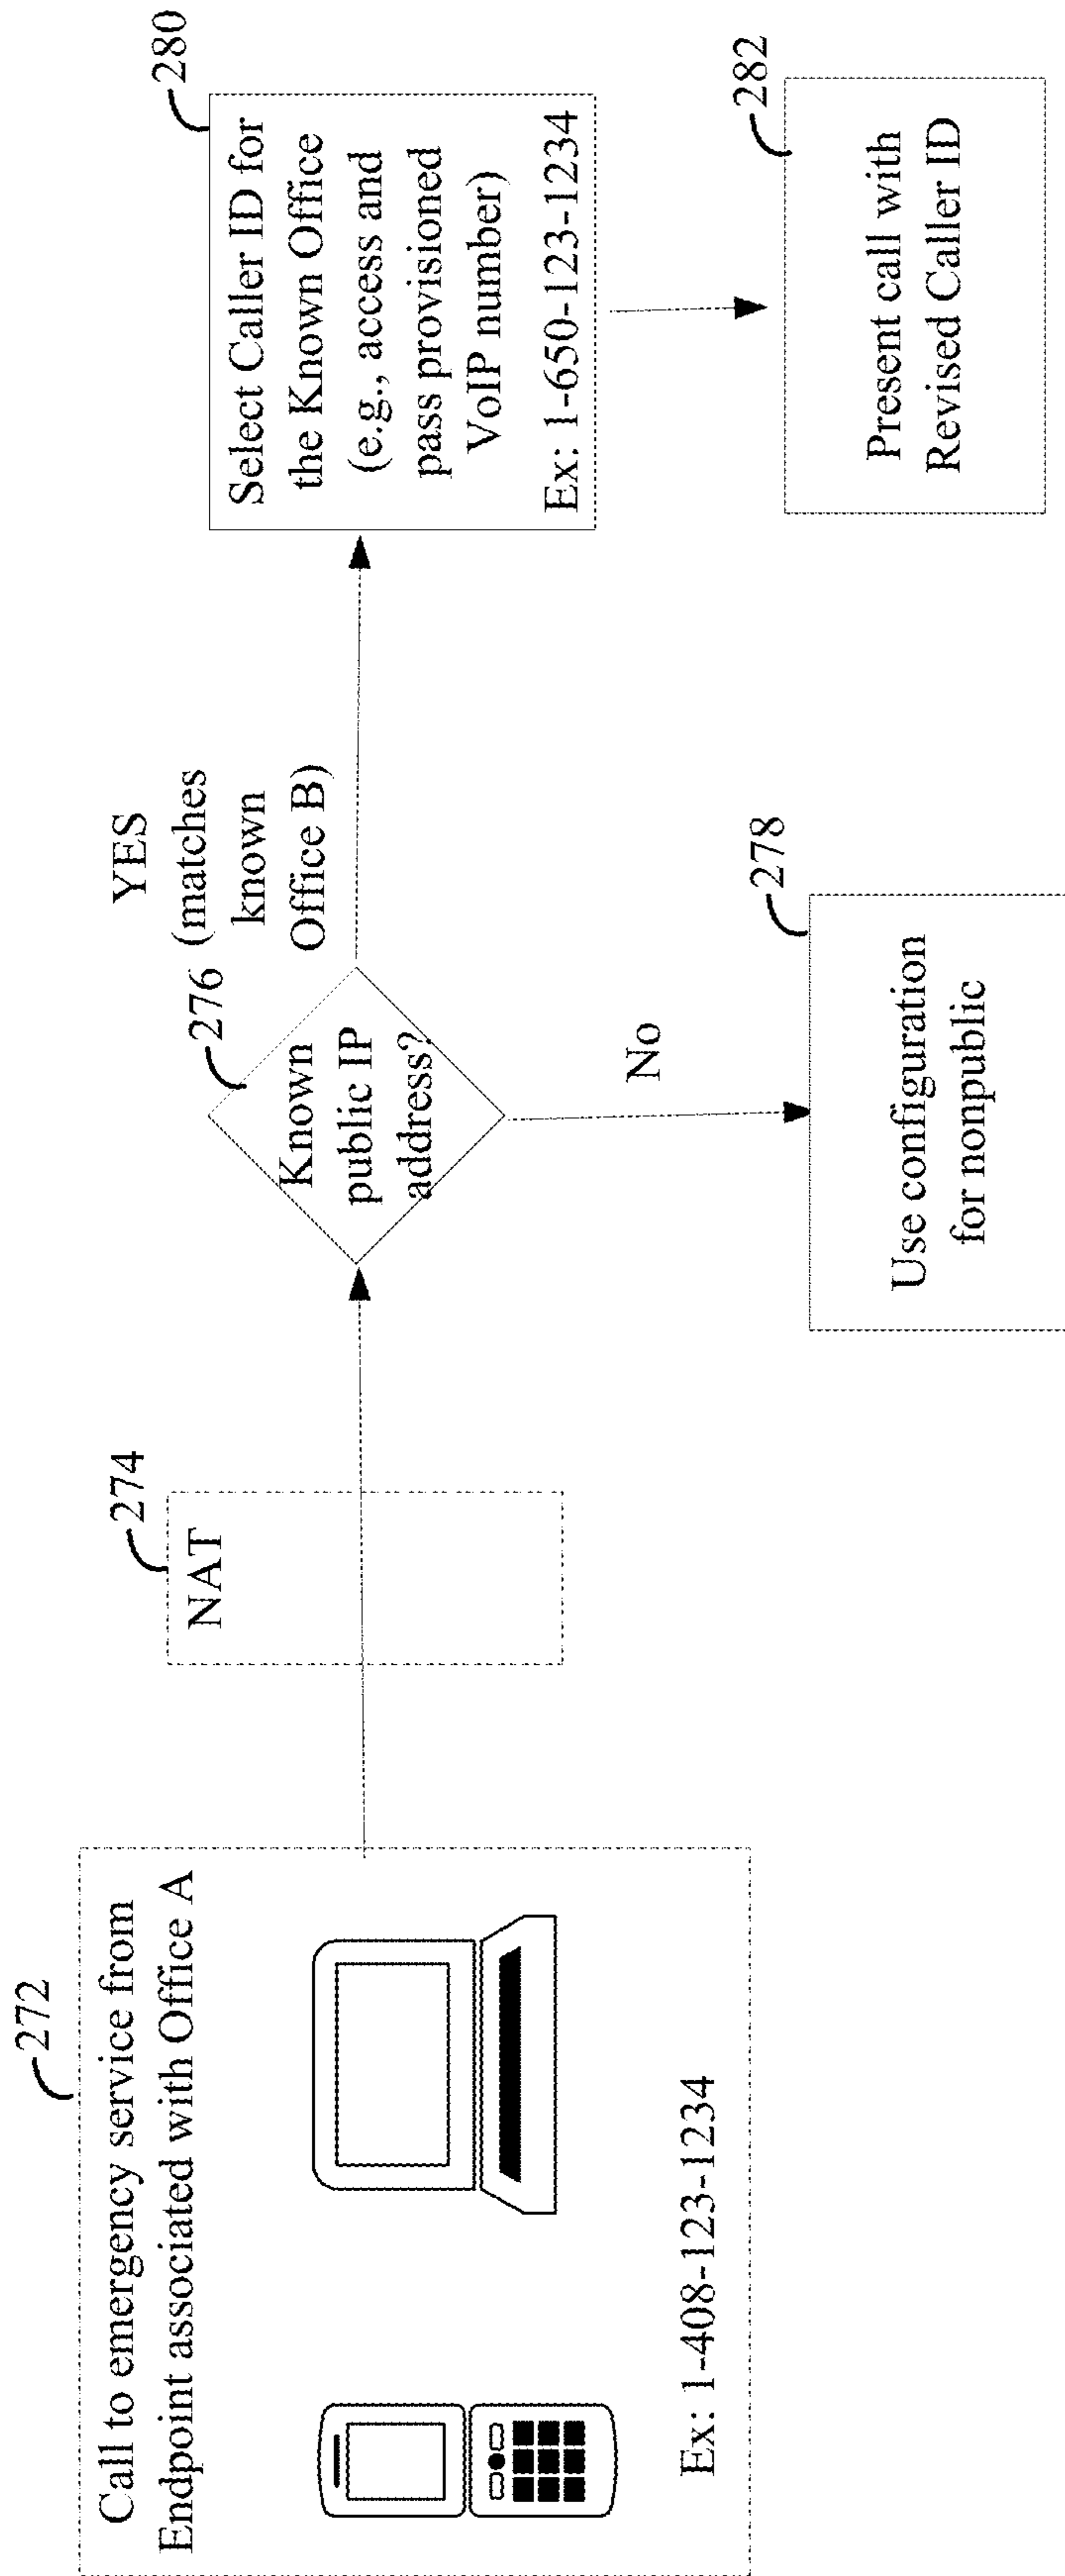 272
Call to emergency service from
Endpoint associated with Office A
Ex: 1-408-123-1234
274
NAT
276
Known
public IP
address?
YES
(matches
known
Office B)
No
278
Use configuration
for nonpublic
280
Select Caller ID for
the Known Office
(e.g., access and
pass provisioned
VoIP number)
Ex: 1-650-123-1234
282
Present call with
Revised Caller ID